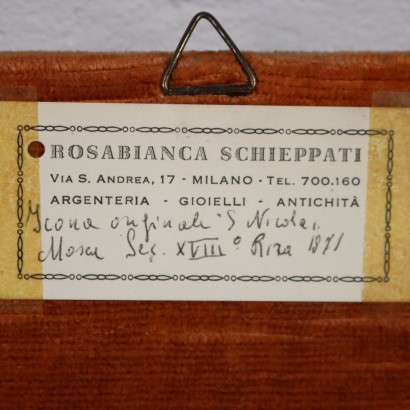 ROSABIANCA SCHIEPPATI
VIA S. ANDREA, 17 - MILANO - TEL. 700.160
ARGENTERIA - GIOIELLI - ANTICHITÀ
Icona originale S Nicola,
Mosca Sec. XVIII° Riza 1871